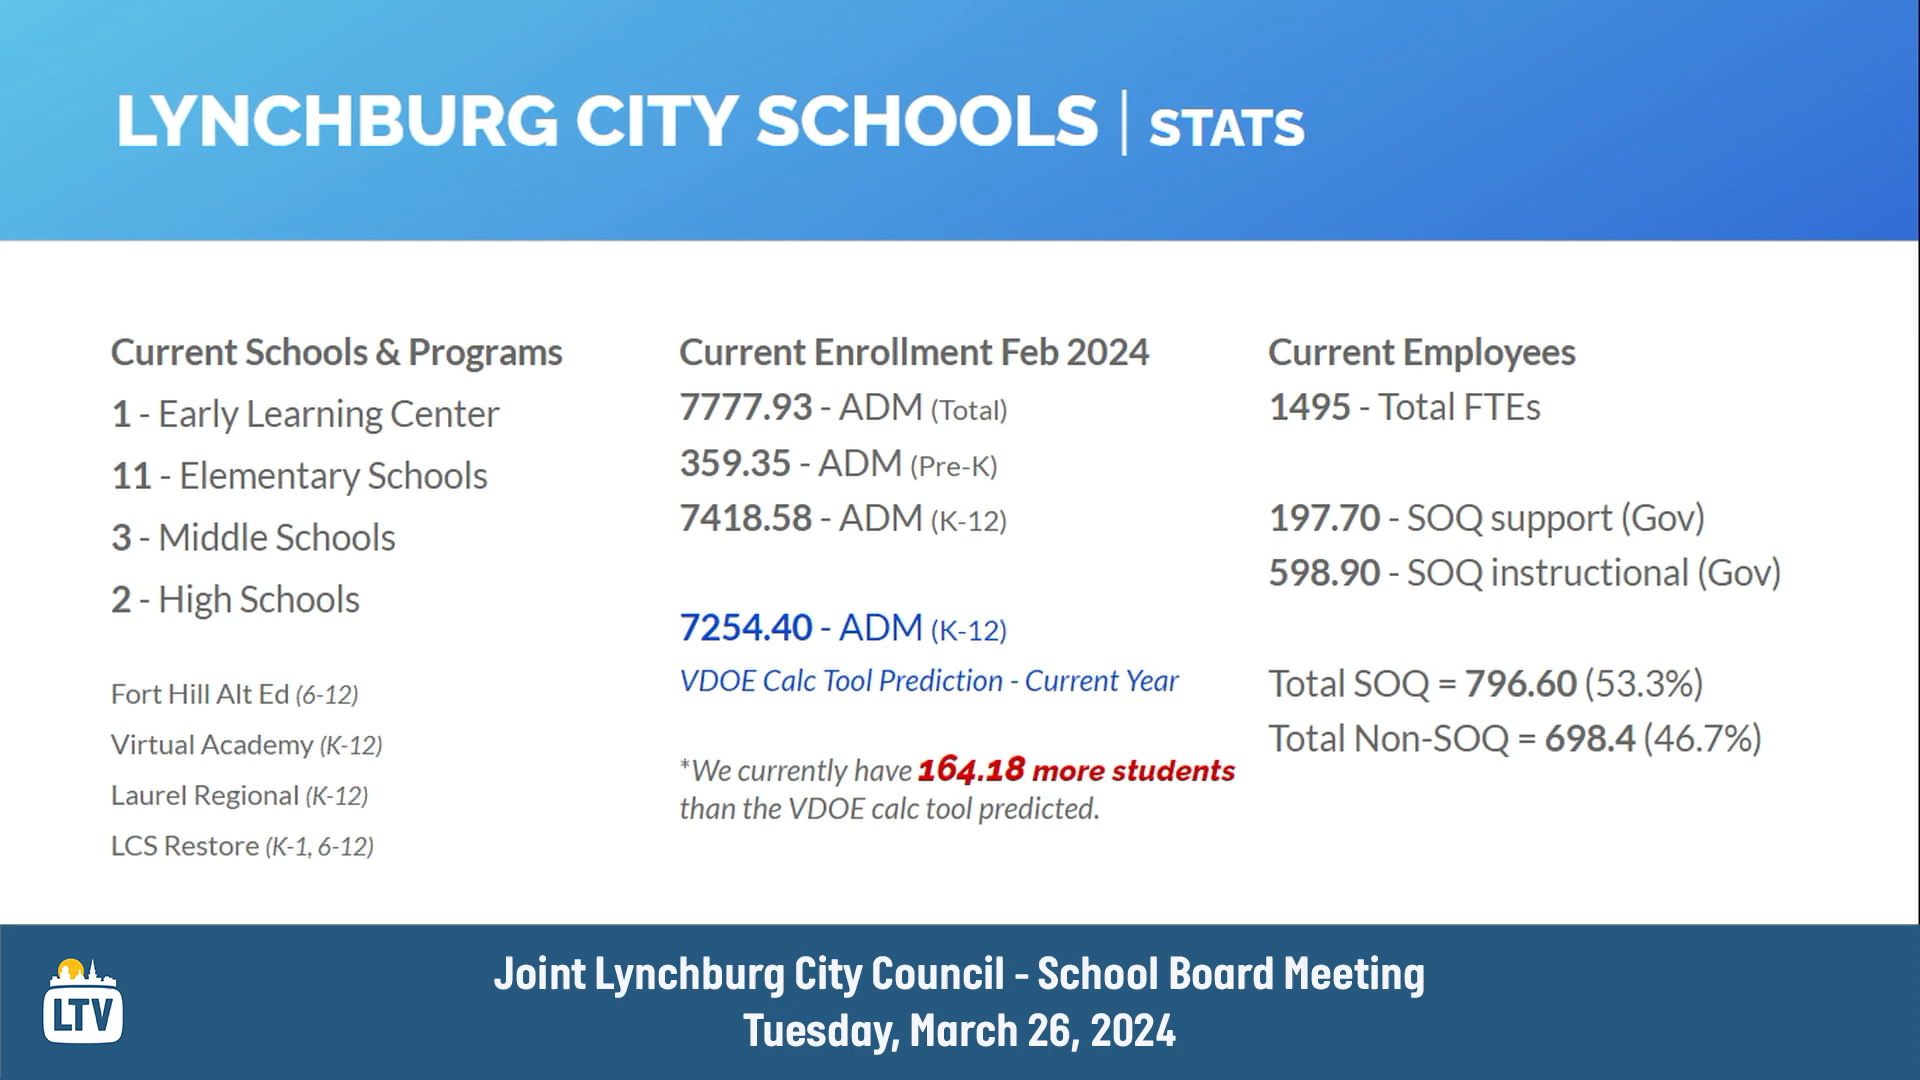 LYNCHBURG CITY SCHOOLS | STATS
Current Schools & Programs
1 - Early Learning Center
11 - Elementary Schools
3 - Middle Schools
2 - High Schools
Fort Hill Alt Ed (6-12)
Virtual Academy (K-12)
Laurel Regional (K-12)
LCS Restore (K-1, 6-12)
Current Enrollment Feb 2024
7777.93 - ADM (Total)
359.35 - ADM (Pre-K)
7418.58 - ADM (K-12)
7254.40 - ADM (K-12)
VDOE Calc Tool Prediction - Current Year
*We currently have 164.18 more students
than the VDOE calc tool predicted.
Current Employees
1495 - Total FTEs
197.70 - SOQ support (Gov)
598.90 - SOQ instructional (Gov)
Total SOQ = 796.60 (53.3%)
Total Non-SOQ = 698.4 (46.7%)
LTV
Joint Lynchburg City Council - School Board Meeting
Tuesday, March 26, 2024